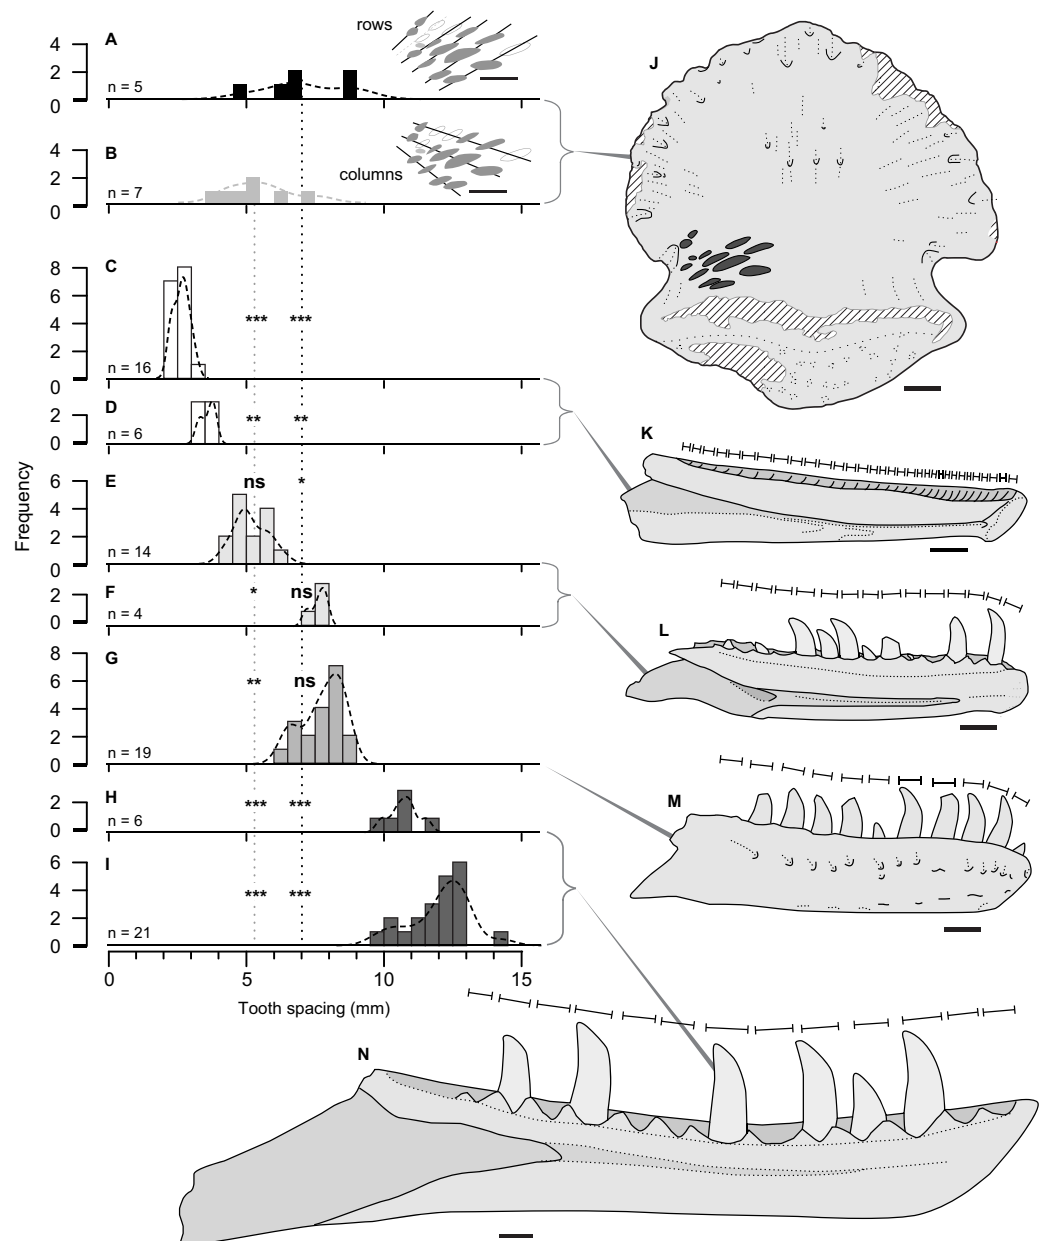 A
rows
4
2
0
n = 5
J
B
columns
4
2
0
n = 7
C
8
6
4
2
0
*** ***
n = 16
D
2
0
** **
n = 6
K
E
6
4
2
0
ns *
n = 14
F
2
0
* ns
n = 4
L
G
8
6
4
2
0
** ns
n = 19
H
2
0
*** ***
n = 6
M
I
6
4
2
0
*** ***
n = 21
Frequency
0 5 10 15
Tooth spacing (mm)
N